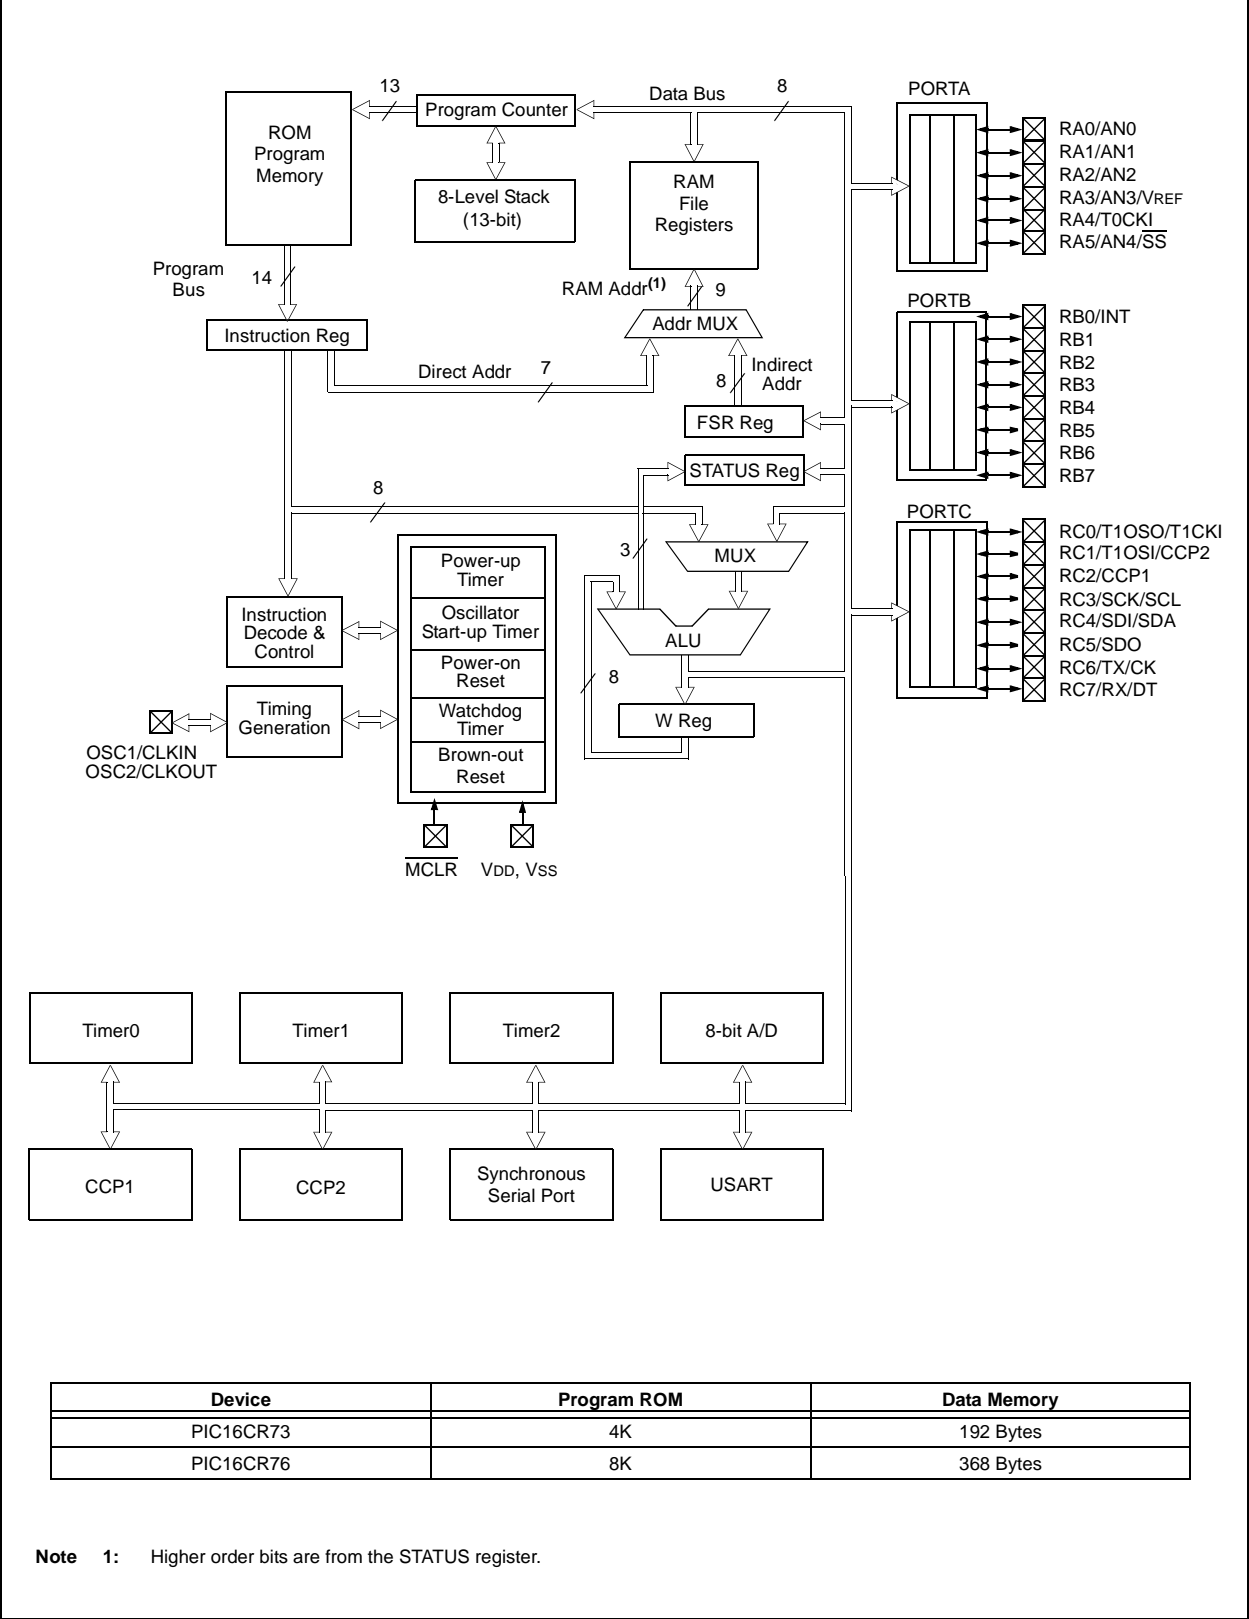 13
Data Bus
8
PORTA
ROM
Program
Memory
Program Counter
8-Level Stack
(13-bit)
RAM
File
Registers
RA0/AN0
RA1/AN1
RA2/AN2
RA3/AN3/VREF
RA4/T0CKI
RA5/AN4/SS
Program
Bus
14
RAM Addr(1)
9
PORTB
Instruction Reg
Addr MUX
RB0/INT
RB1
RB2
RB3
RB4
RB5
RB6
RB7
Direct Addr
7
8
Indirect
Addr
FSR Reg
STATUS Reg
8
PORTC
3
MUX
RC0/T1OSO/T1CKI
RC1/T1OSI/CCP2
RC2/CCP1
RC3/SCK/SCL
RC4/SDI/SDA
RC5/SDO
RC6/TX/CK
RC7/RX/DT
Power-up
Timer
Instruction
Decode &
Control
Oscillator
Start-up Timer
ALU
Power-on
Reset
8
Timing
Generation
Watchdog
Timer
W Reg
OSC1/CLKIN
OSC2/CLKOUT
Brown-out
Reset
MCLR
VDD, VSS
Timer0
Timer1
Timer2
8-bit A/D
CCP1
CCP2
Synchronous
Serial Port
USART
Device Program ROM Data Memory
PIC16CR73 4K 192 Bytes
PIC16CR76 8K 368 Bytes
Note 1: Higher order bits are from the STATUS register.